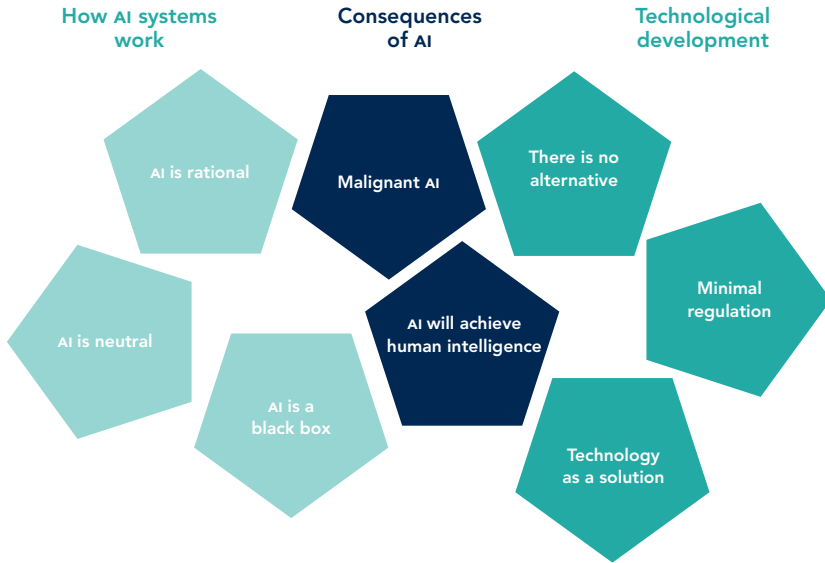 How AI systems
work
Consequences
of AI
Technological
development
AI is rational
Malignant AI
There is no
alternative
AI is neutral
AI will achieve
human intelligence
Minimal
regulation
AI is a
black box
Technology
as a solution